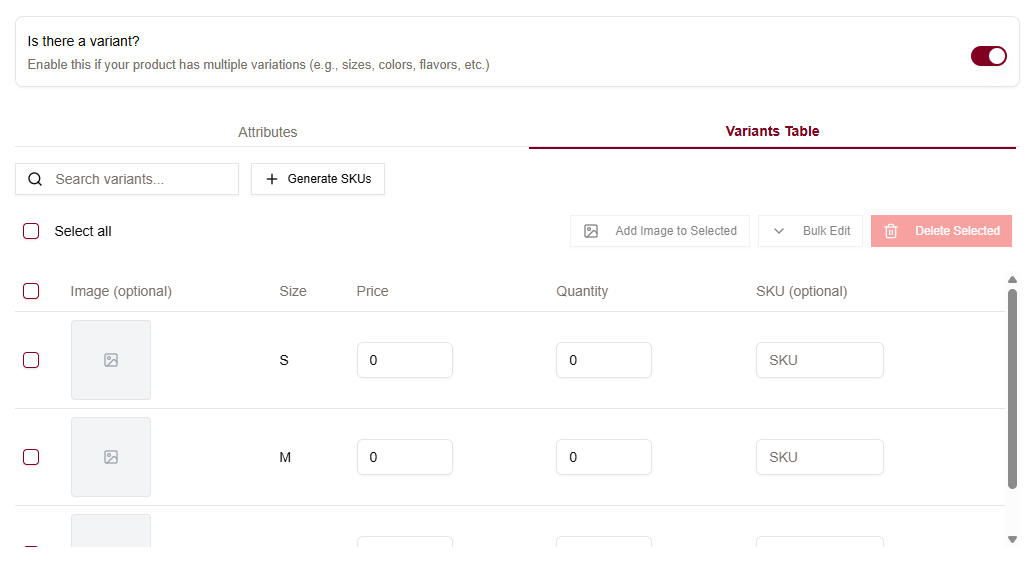 Is there a variant?
Enable this if your product has multiple variations (e.g., sizes, colors, flavors, etc.)
Attributes
Variants Table
Search variants...
Generate SKUs
Select all
Add Image to Selected
Bulk Edit
Delete Selected
Image (optional) Size Price Quantity SKU (optional)
S 0 0 SKU
M 0 0 SKU